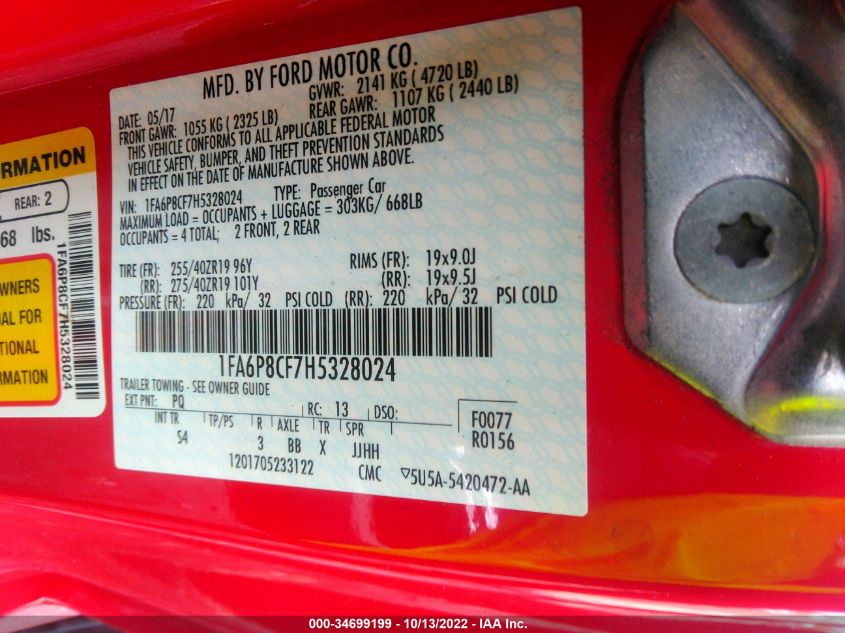 MFD. BY FORD MOTOR CO.
DATE: 05/17 GVWR: 2141 KG ( 4720 LB)
FRONT GAWR: 1055 KG ( 2325 LB) REAR GAWR: 1107 KG ( 2440 LB)
THIS VEHICLE CONFORMS TO ALL APPLICABLE FEDERAL MOTOR
VEHICLE SAFETY, BUMPER, AND THEFT PREVENTION STANDARDS
IN EFFECT ON THE DATE OF MANUFACTURE SHOWN ABOVE.
VIN: 1FA6P8CF7H5328024 TYPE: Passenger Car
MAXIMUM LOAD = OCCUPANTS + LUGGAGE = 303KG/ 668LB
OCCUPANTS = 4 TOTAL; 2 FRONT, 2 REAR
TIRE (FR): 255/40ZR19 96Y RIMS (FR): 19x9.0J
(RR): 275/40ZR19 101Y (RR): 19x9.5J
PRESSURE (FR): 220 kPa/ 32 PSI COLD (RR): 220 kPa/ 32 PSI COLD
1FA6P8CF7H5328024
TRAILER TOWING - SEE OWNER GUIDE
EXT PNT: PQ RC: 13 DSO:
INT TR TP/PS R AXLE TR SPR
S4 3 BB X JJHH
F0077
R0156
1201705233122 CMC ▽5U5A-5420472-AA
ORMATION
REAR: 2
68 lbs.
WNERS
UAL FOR
TIONAL
RMATION
1FA6P8CF7H5328024
000-34699199 - 10/13/2022 - IAA Inc.